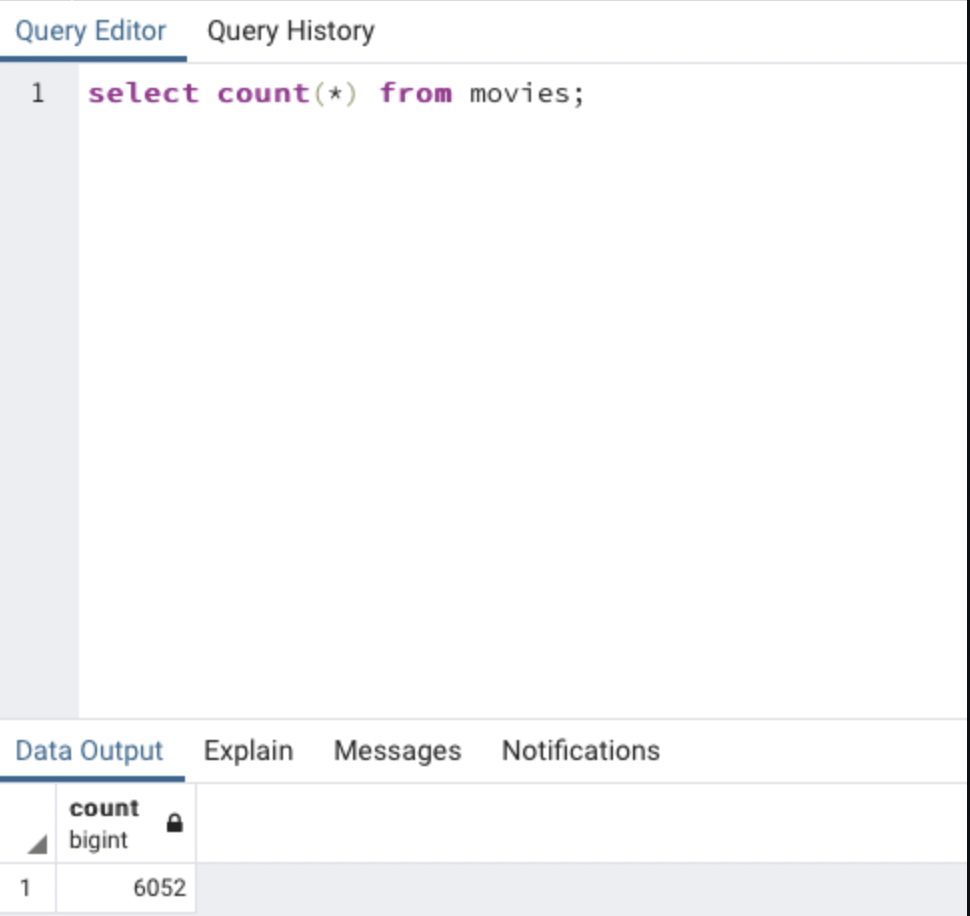 Query Editor Query History
1 select count(*) from movies;
Data Output Explain Messages Notifications
count
bigint
1 6052